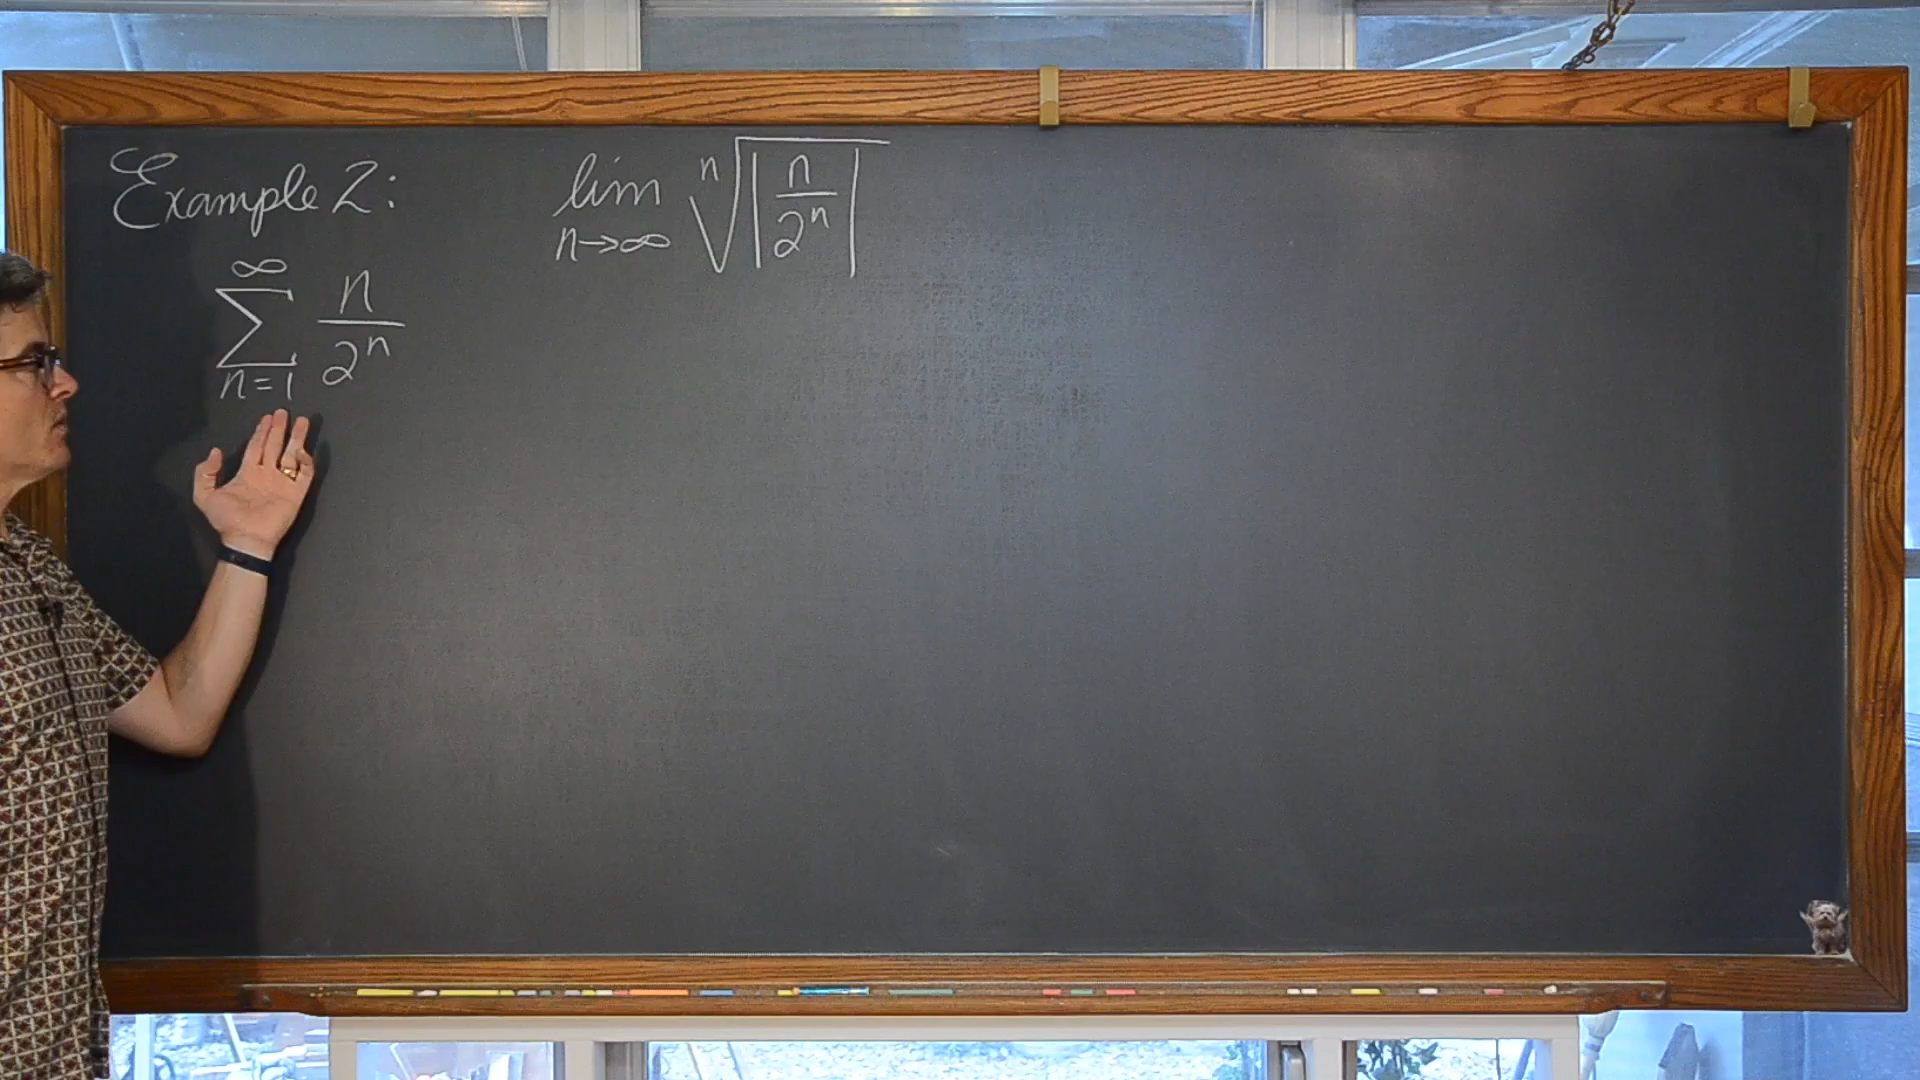 Example 2:
∞
∑ n/2ⁿ
n=1
lim ⁿ√|n/2ⁿ|
n→∞